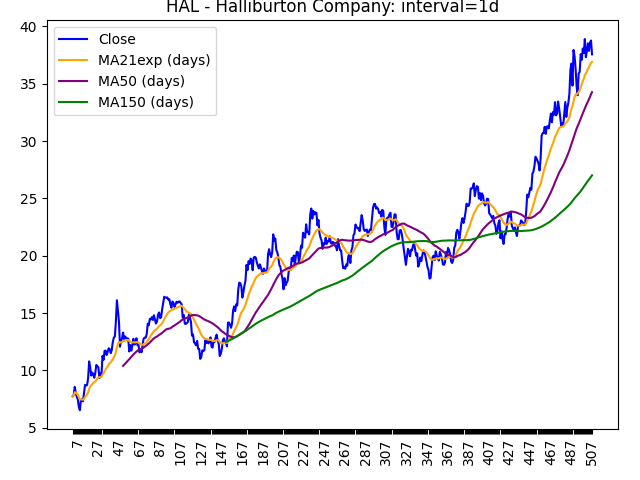 HAL - Halliburton Company: interval=1d
Close
MA21exp (days)
MA50 (days)
MA150 (days)
40
35
30
25
20
15
10
5
7 27 47 67 87 107 127 147 167 187 207 227 247 267 287 307 327 347 367 387 407 427 447 467 487 507